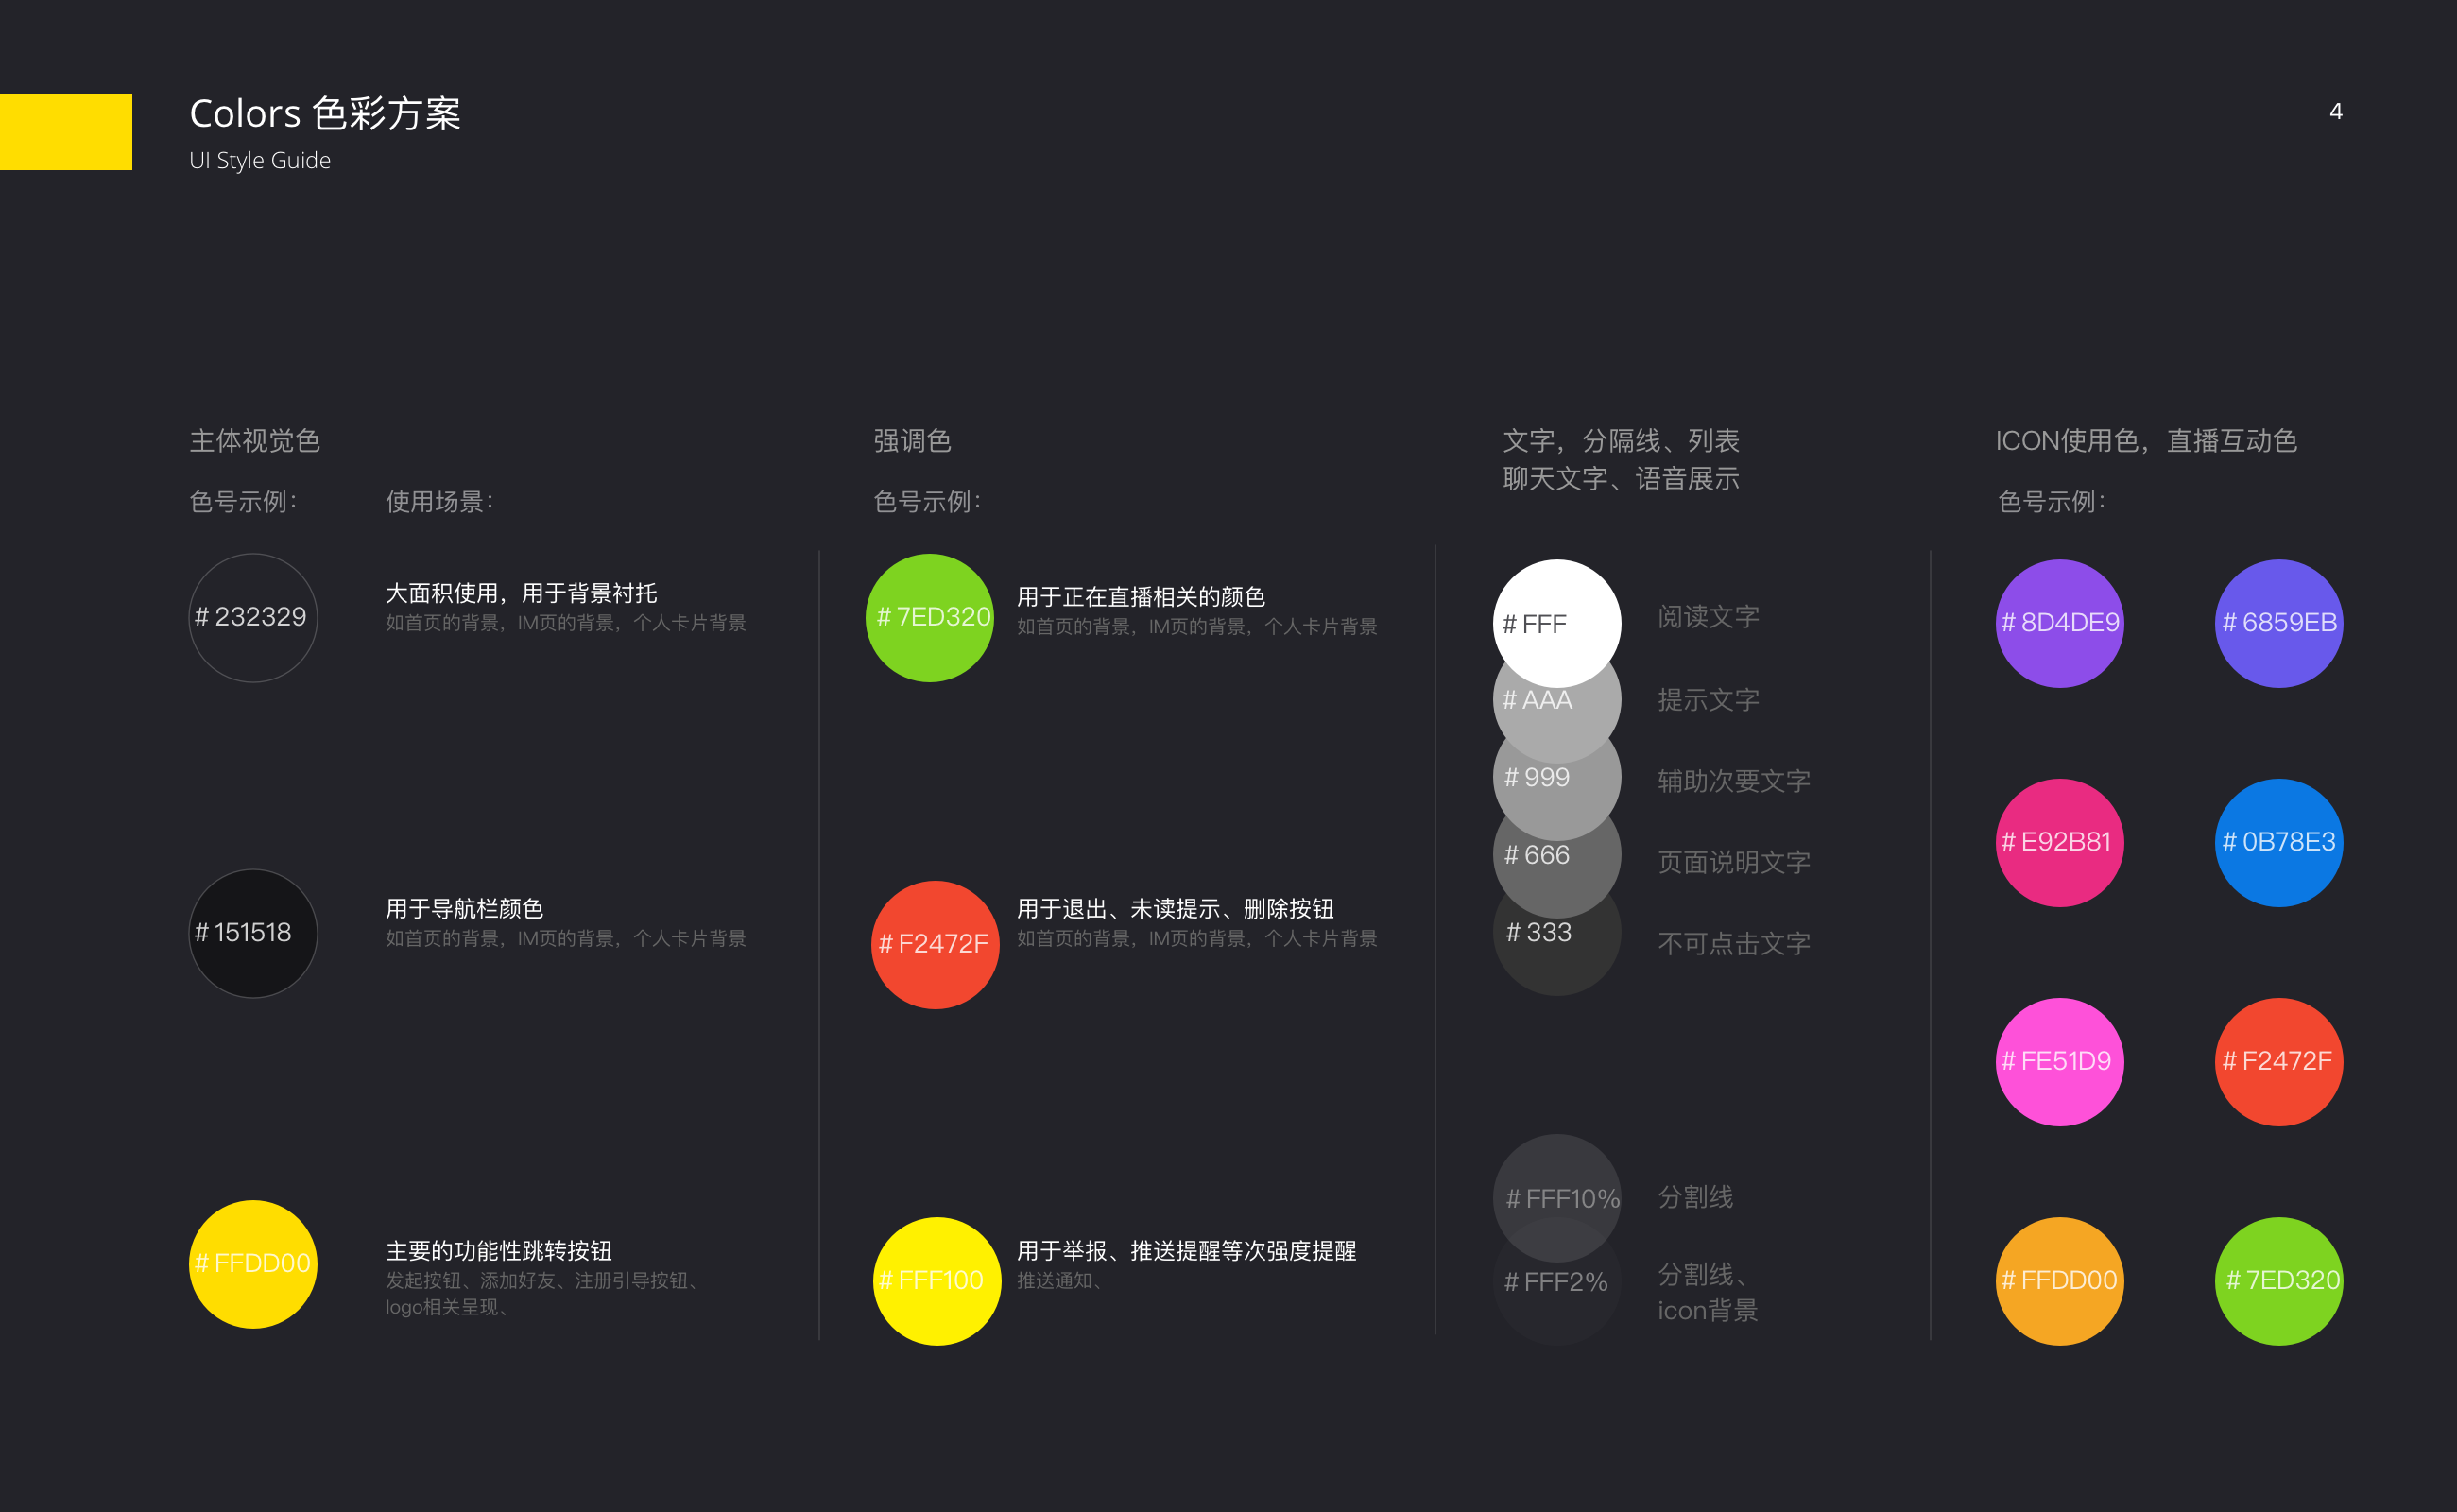 Colors 色彩方案
UI Style Guide
4
主体视觉色
色号示例：
使用场景：
# 232329
大面积使用，用于背景衬托
如首页的背景，IM页的背景，个人卡片背景
# 151518
用于导航栏颜色
如首页的背景，IM页的背景，个人卡片背景
# FFDD00
主要的功能性跳转按钮
发起按钮、添加好友、注册引导按钮、
logo相关呈现、
强调色
色号示例：
# 7ED320
用于正在直播相关的颜色
如首页的背景，IM页的背景，个人卡片背景
# F2472F
用于退出、未读提示、删除按钮
如首页的背景，IM页的背景，个人卡片背景
# FFF100
用于举报、推送提醒等次强度提醒
推送通知、
文字，分隔线、列表
聊天文字、语音展示
# FFF
阅读文字
# AAA
提示文字
# 999
辅助次要文字
# 666
页面说明文字
# 333
不可点击文字
# FFF10%
分割线
# FFF2%
分割线、
icon背景
ICON使用色，直播互动色
色号示例：
# 8D4DE9
# 6859EB
# E92B81
# 0B78E3
# FE51D9
# F2472F
# FFDD00
# 7ED320